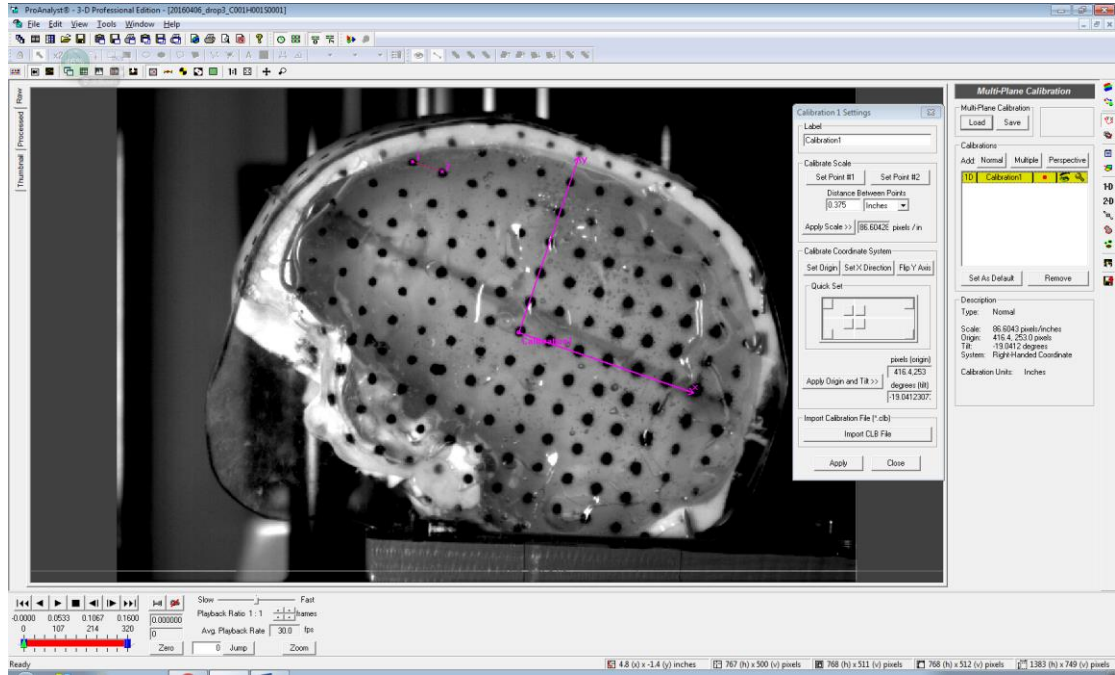 ProAnalyst® - 3-D Professional Edition - [20160406_drop3_C001H001S0001]
File Edit View Tools Window Help
Raw
Processed
Thumbnail
Y
X
Calibration1
Calibration 1 Settings
Label
Calibration1
Calibrate Scale
Set Point #1 Set Point #2
Distance Between Points
0.375 Inches
Apply Scale >> 86.60428 pixels / in
Calibrate Coordinate System
Set Origin Set X Direction Flip Y Axis
Quick Set
pixels (origin)
416.4,253
Apply Origin and Tilt >>
degrees (tilt)
-19.0412307:
Import Calibration File (*.clb)
Import CLB File
Apply Close
Multi-Plane Calibration
Multi-Plane Calibration
Load Save
Calibrations
Add Normal Multiple Perspective
1D Calibration1
Set As Default Remove
Description
Type: Normal
Scale: 86.6043 pixels/inches
Origin: 416.4, 253.0 pixels
Tilt: -19.0412 degrees
System: Right-Handed Coordinate
Calibration Units: Inches
1-D
2-D
Slow Fast
Playback Ratio 1 : 1 frames
Avg. Playback Rate 30.0 fps
-0.0000 0.0533 0.1067 0.1600
0 107 214 320
0.000000
0
Zero 0 Jump Zoom
Ready
4.8 (x) x -1.4 (y) inches 767 (h) x 500 (v) pixels 768 (h) x 511 (v) pixels 768 (h) x 512 (v) pixels 1383 (h) x 749 (v) pixels